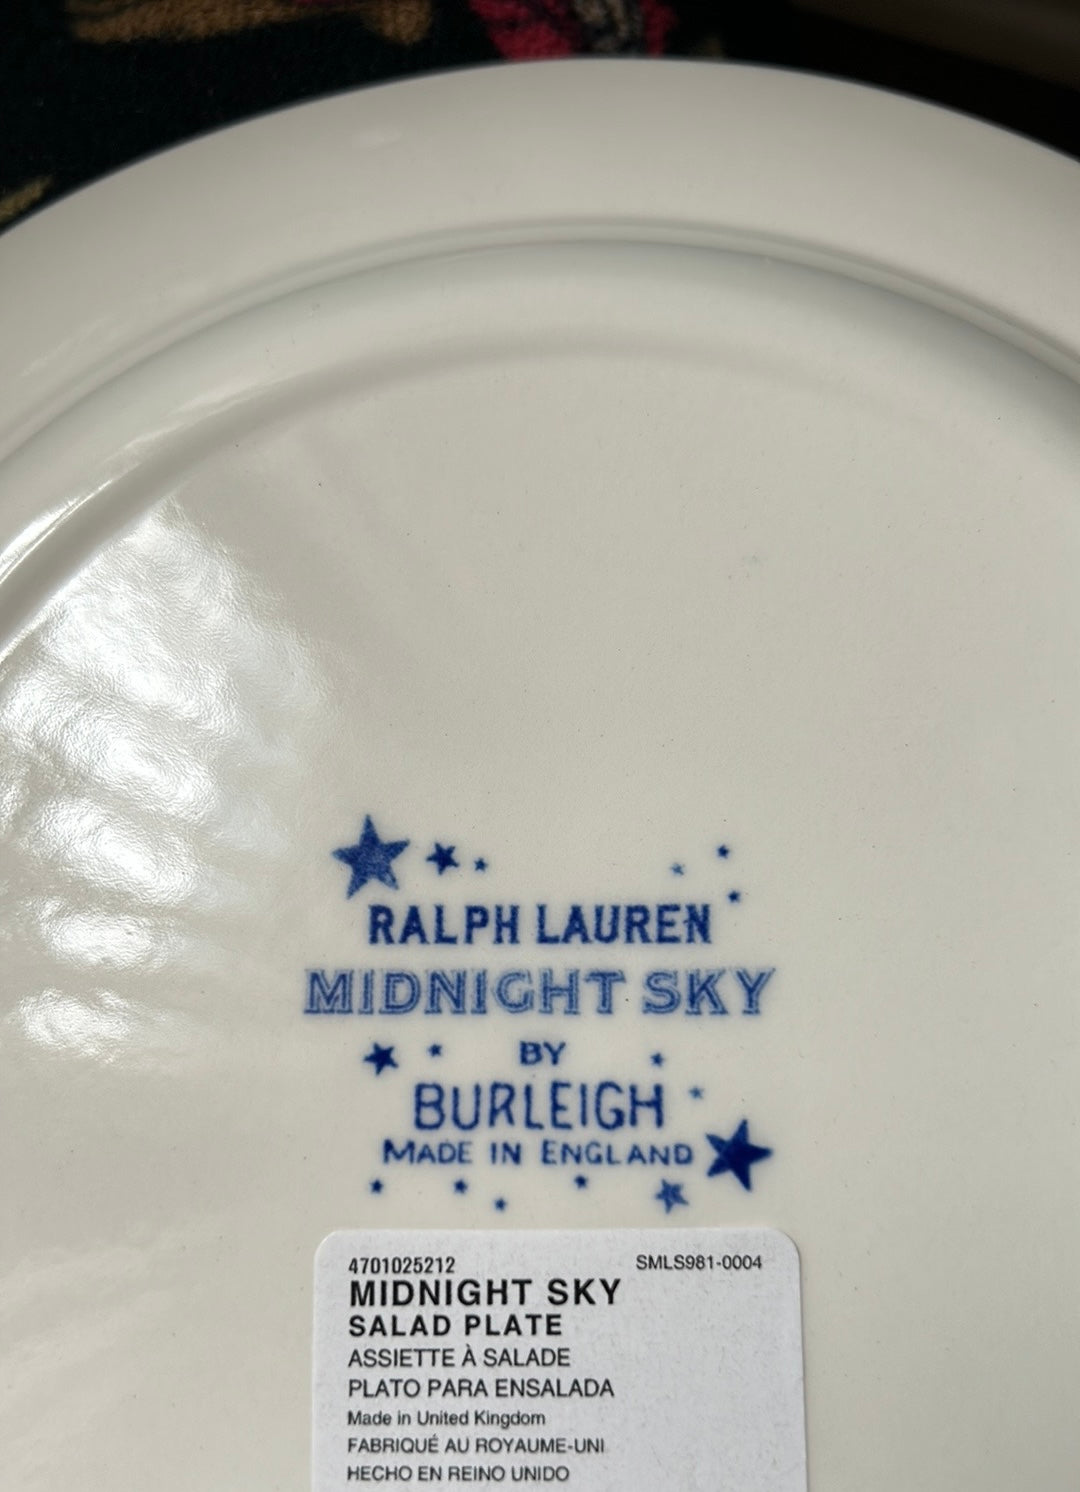 RALPH LAUREN
MIDNIGHT SKY
BY
BURLEIGH
MADE IN ENGLAND
4701025212 SMLS981-0004
MIDNIGHT SKY
SALAD PLATE
ASSIETTE À SALADE
PLATO PARA ENSALADA
Made in United Kingdom
FABRIQUÉ AU ROYAUME-UNI
HECHO EN REINO UNIDO